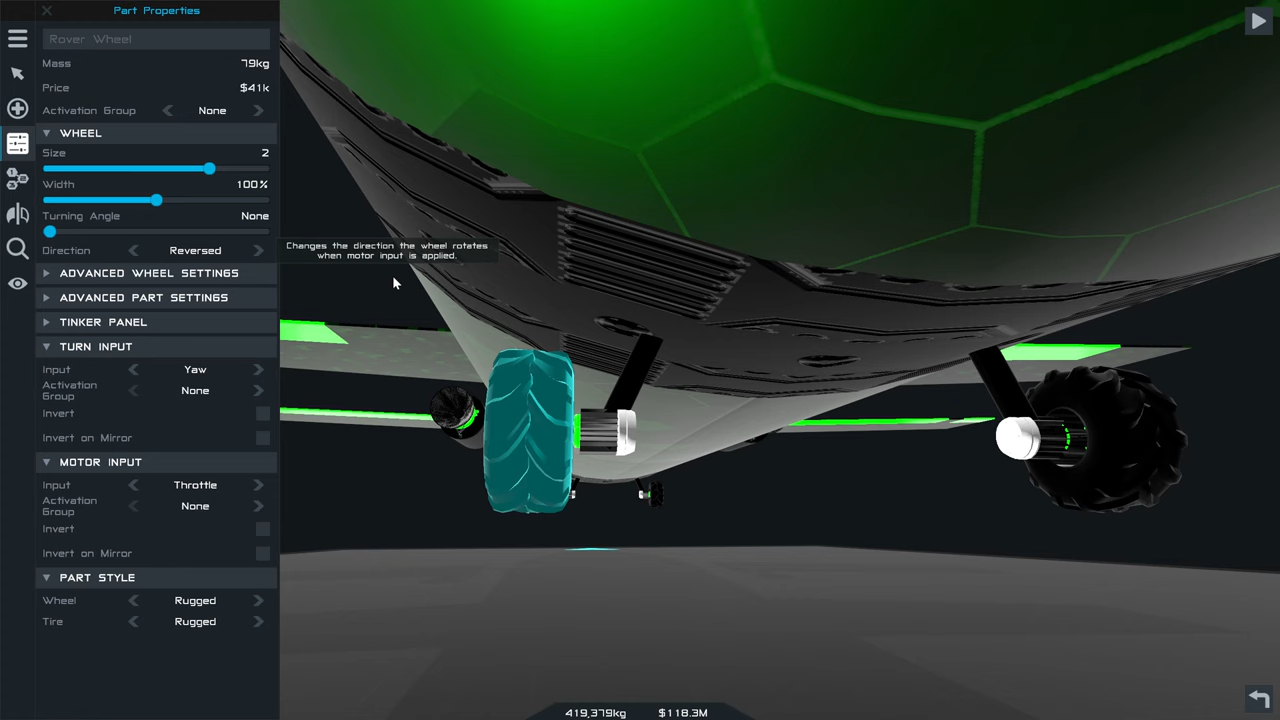 Part Properties
Rover Wheel
Mass 79kg
Price $41k
Activation Group None
WHEEL
Size 2
Width 100%
Turning Angle None
Direction Reversed
Changes the direction the wheel rotates
when motor input is applied.
ADVANCED WHEEL SETTINGS
ADVANCED PART SETTINGS
TINKER PANEL
TURN INPUT
Input Yaw
Activation
Group None
Invert
Invert on Mirror
MOTOR INPUT
Input Throttle
Activation
Group None
Invert
Invert on Mirror
PART STYLE
Wheel Rugged
Tire Rugged
419,379kg $118.3M